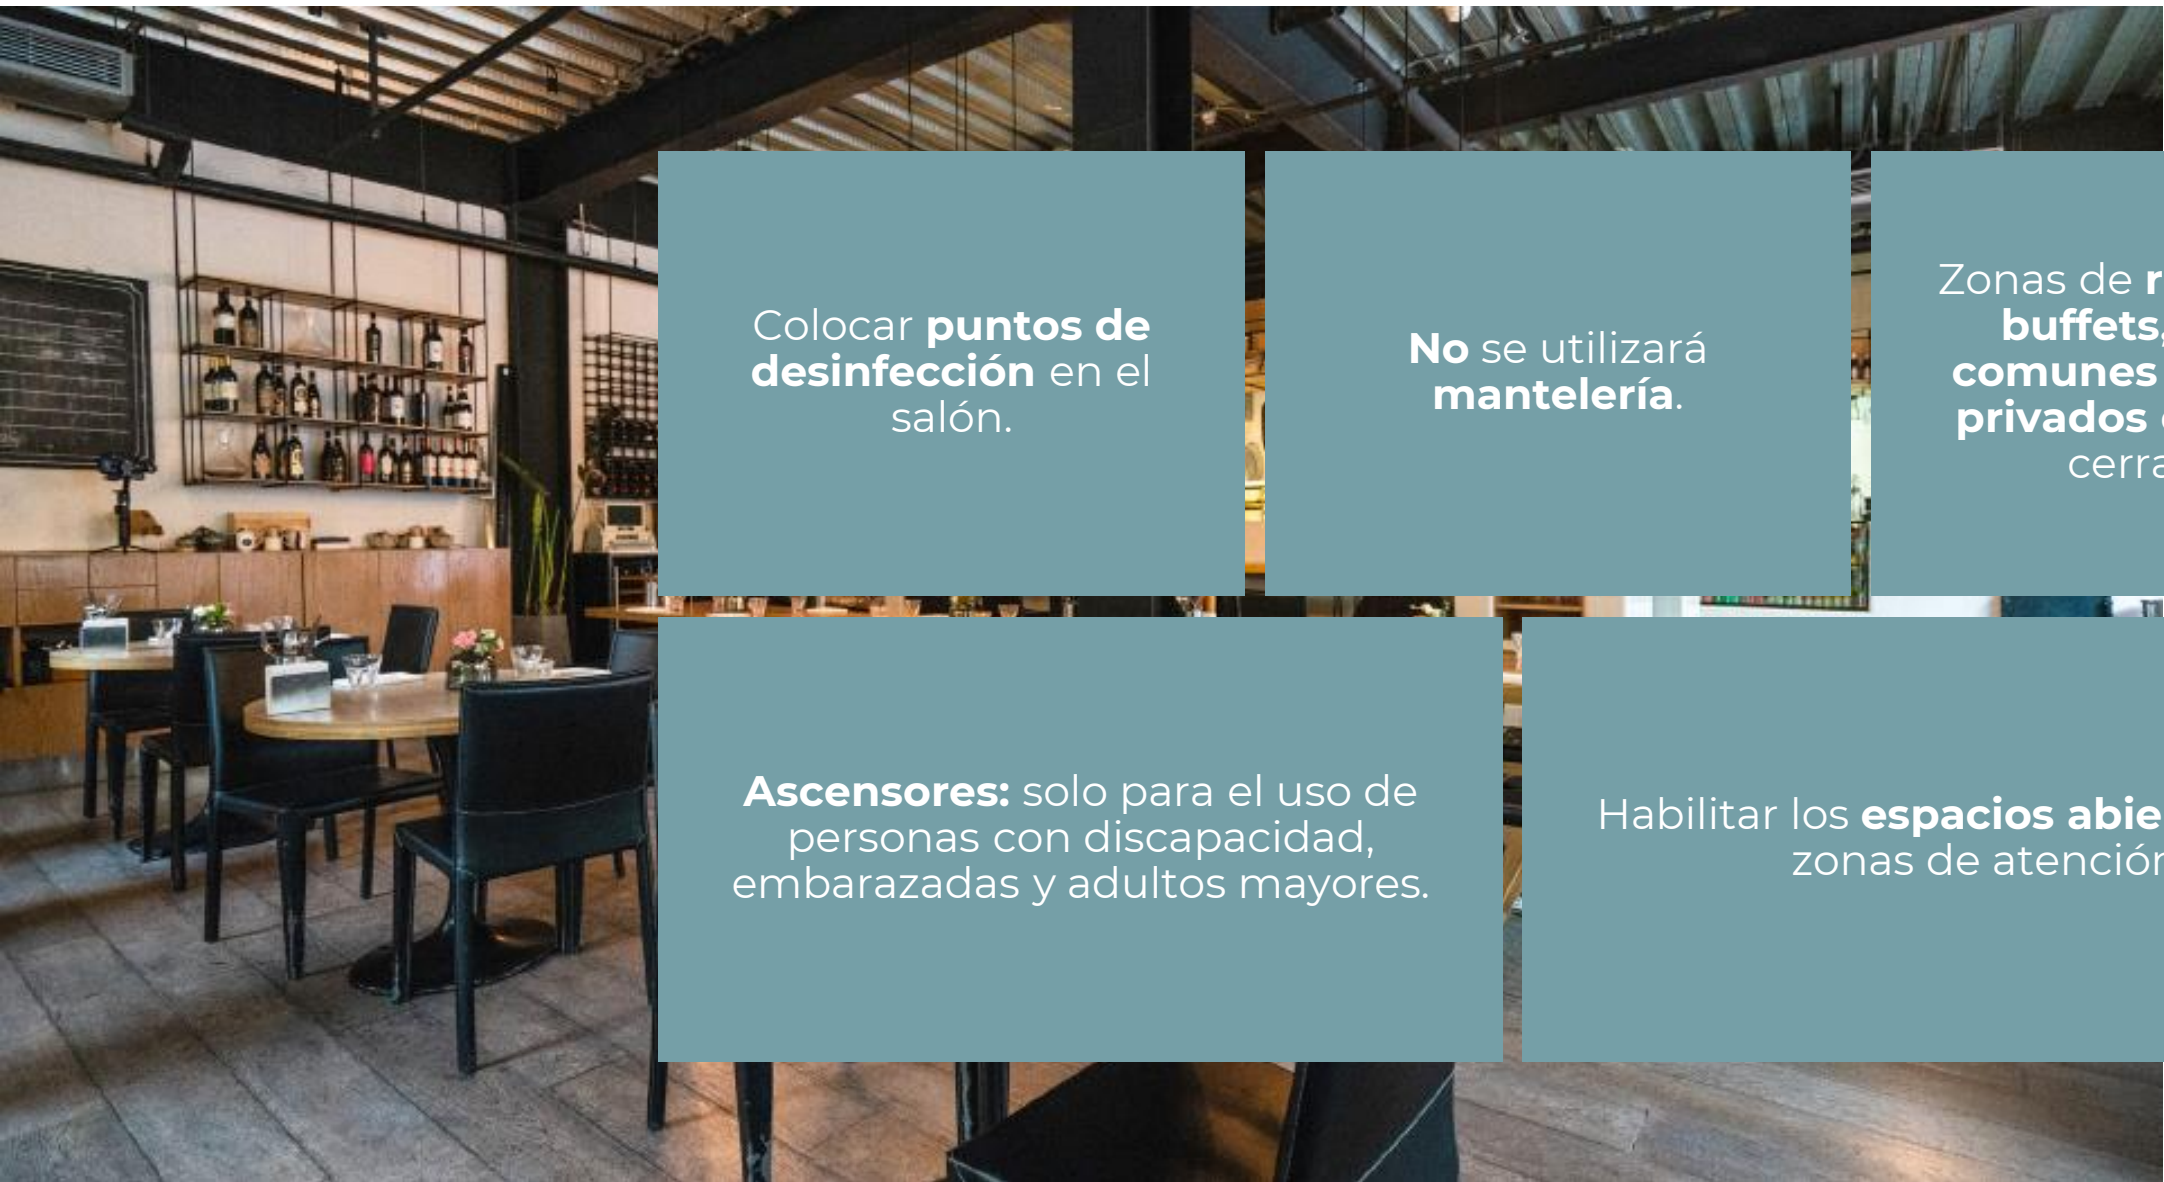 Colocar puntos de
desinfección en el
salón.
No se utilizará
mantelería.
Zonas de
buffets,
comunes
privados
Ascensores: solo para el uso de
personas con discapacidad,
embarazadas y adultos mayores.
Habilitar los espacios
zonas de